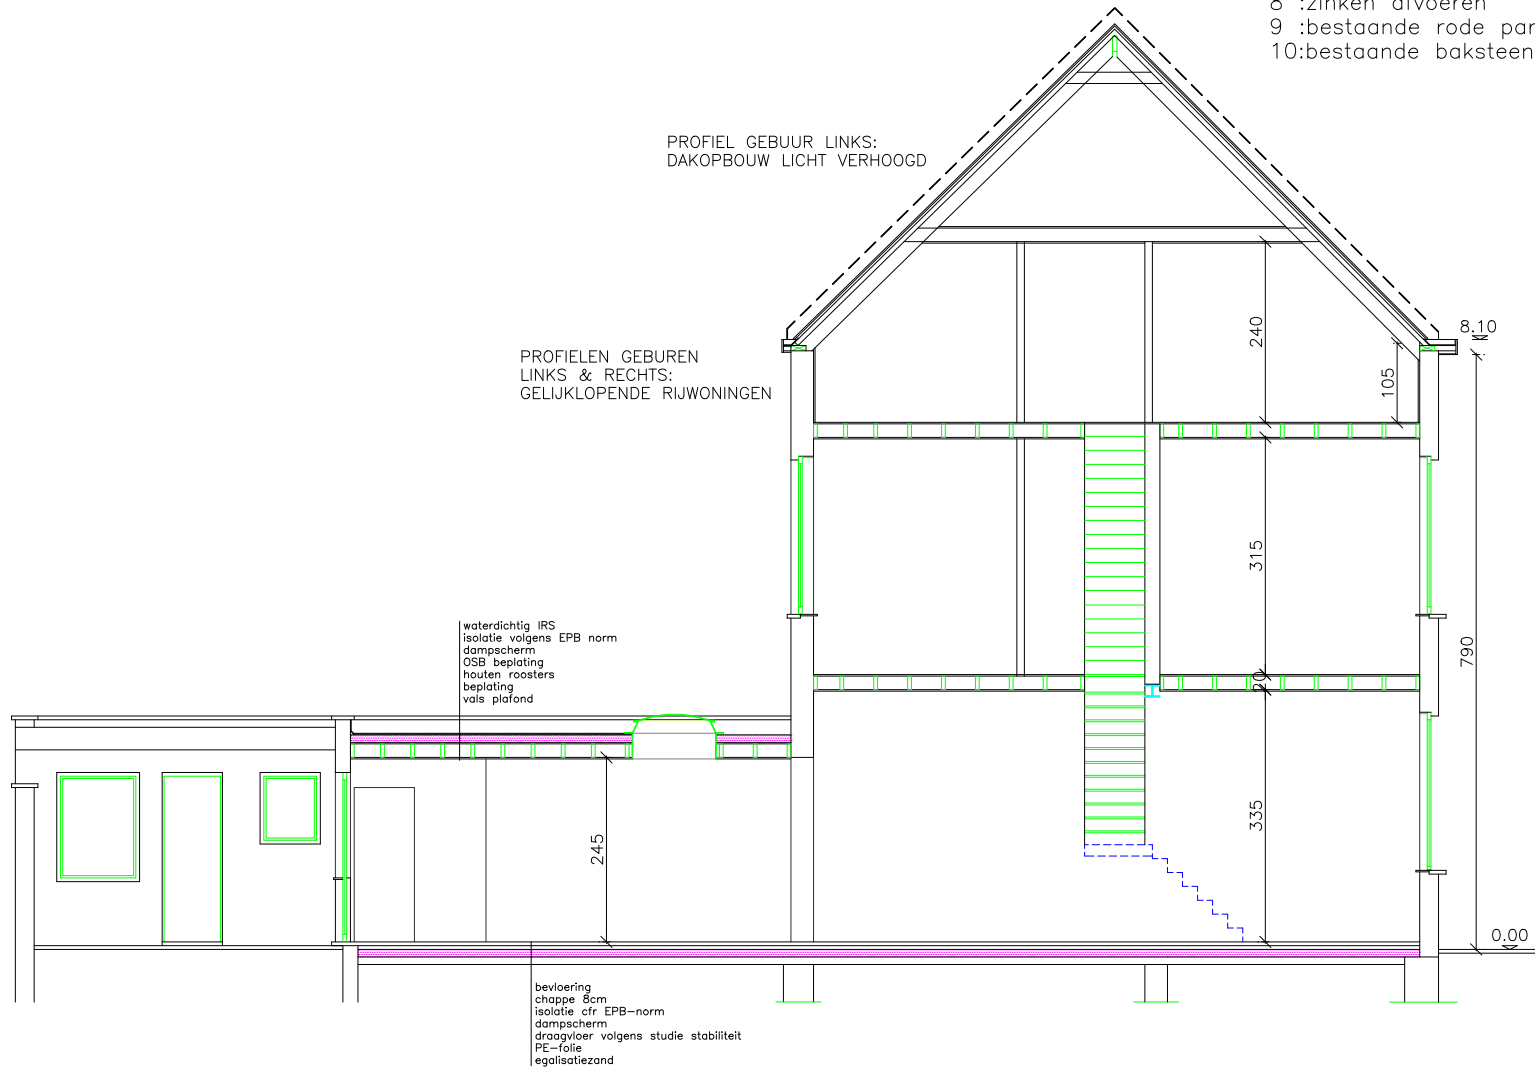 8 :zinken afvoeren
9 :bestaande rode
10:bestaande baksteen
PROFIEL GEBUUR LINKS:
DAKOPBOUW LICHT VERHOOGD
8.10
240
PROFIELEN GEBUREN
LINKS & RECHTS:
GELIJKLOPENDE RIJWONINGEN
105
315
waterdichtig IRS
isolatie volgens EPB norm
dampscherm
OSB beplating
houten roosters
beplating
vals plafond
790
20
335
245
0.00
bevloering
chappe 8cm
isolatie cfr EPB-norm
dampscherm
draagvloer volgens studie stabiliteit
PE-folie
egalisatiezand